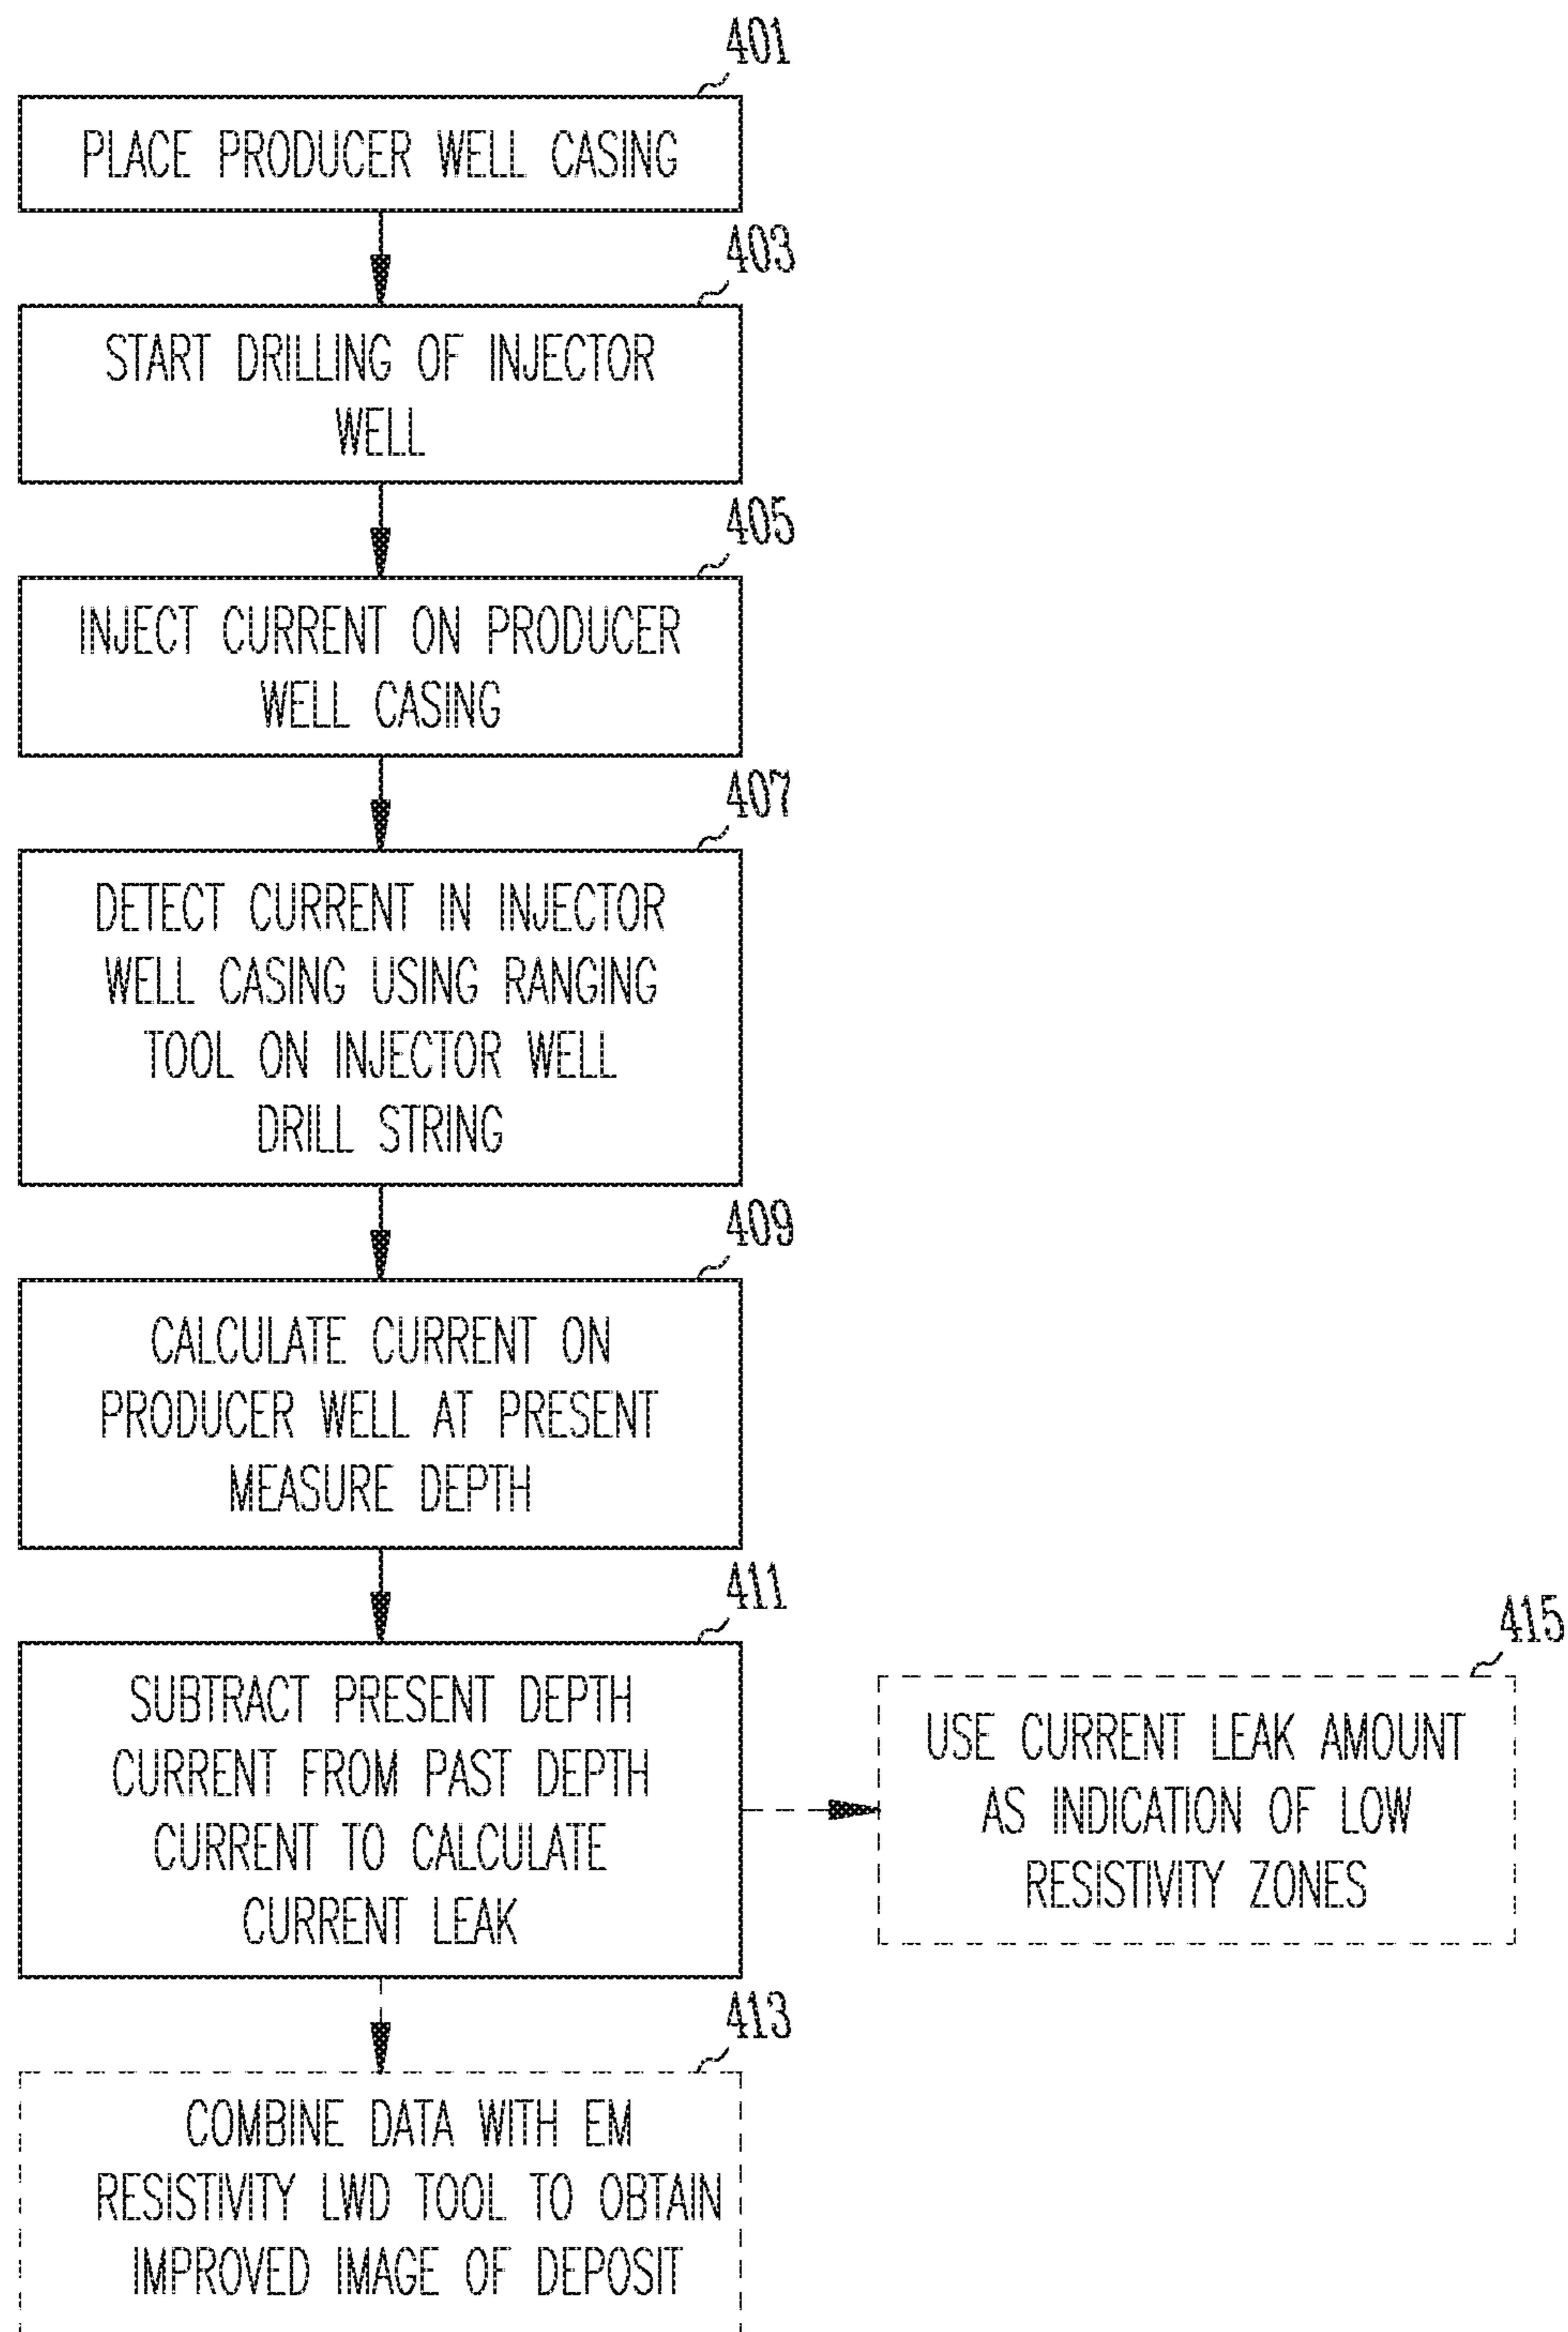 401
PLACE PRODUCER WELL CASING
403
START DRILLING OF INJECTOR
WELL
405
INJECT CURRENT ON PRODUCER
WELL CASING
407
DETECT CURRENT IN INJECTOR
WELL CASING USING RANGING
TOOL ON INJECTOR WELL
DRILL STRING
409
CALCULATE CURRENT ON
PRODUCER WELL AT PRESENT
MEASURE DEPTH
411
SUBTRACT PRESENT DEPTH
CURRENT FROM PAST DEPTH
CURRENT TO CALCULATE
CURRENT LEAK
415
USE CURRENT LEAK AMOUNT
AS INDICATION OF LOW
RESISTIVITY ZONES
413
COMBINE DATA WITH EM
RESISTIVITY LWD TOOL TO OBTAIN
IMPROVED IMAGE OF DEPOSIT